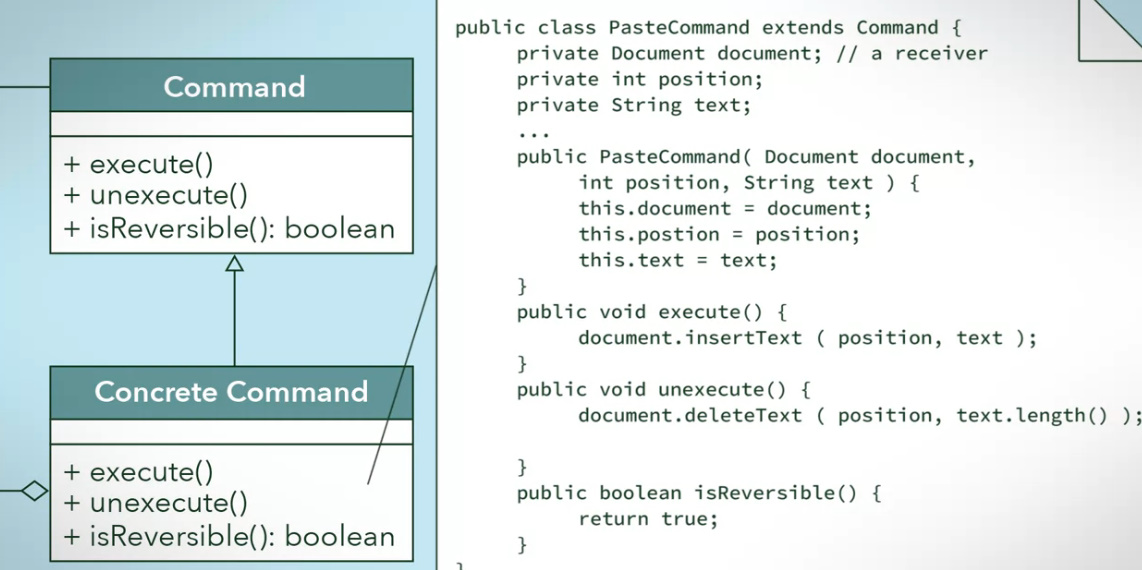 Command
+ execute()
+ unexecute()
+ isReversible(): boolean
Concrete Command
+ execute()
+ unexecute()
+ isReversible(): boolean
public class PasteCommand extends Command {
private Document document; // a receiver
private int position;
private String text;
...
public PasteCommand( Document document,
int position, String text ) {
this.document = document;
this.postion = position;
this.text = text;
}
public void execute() {
document.insertText ( position, text );
}
public void unexecute() {
document.deleteText ( position, text.length() );
}
public boolean isReversible() {
return true;
}
}